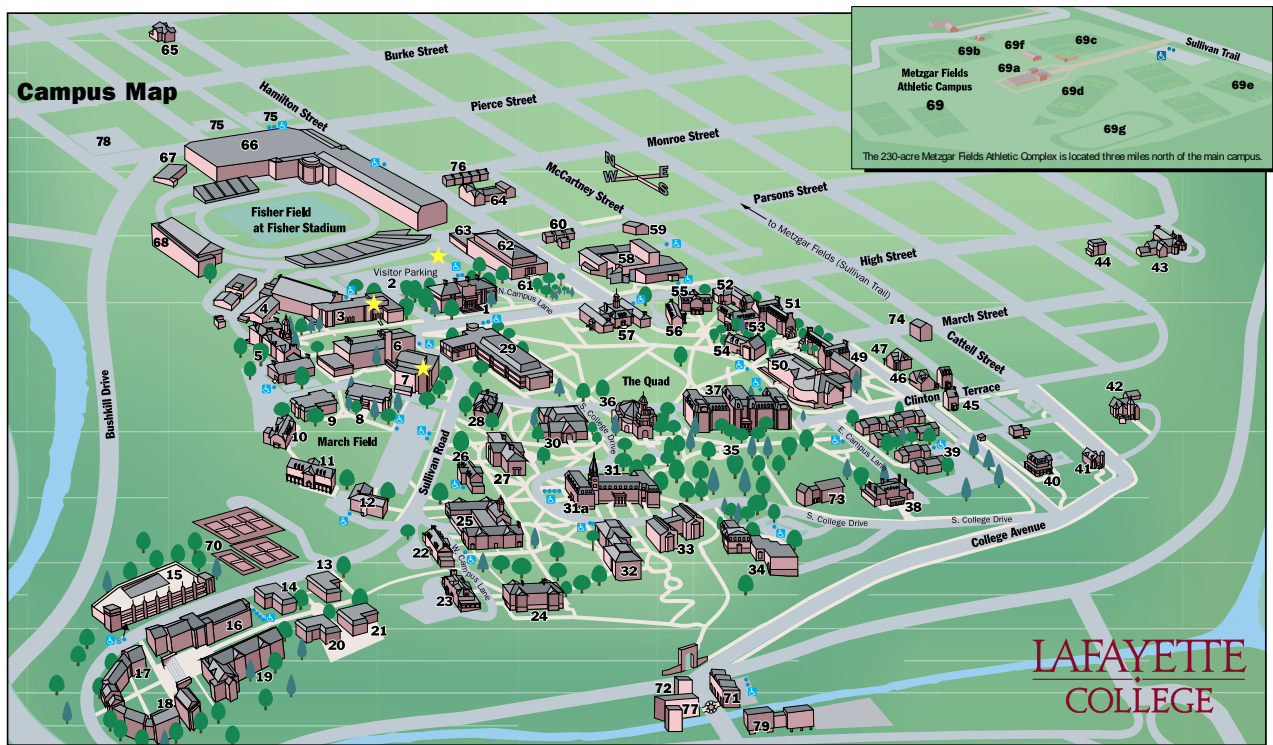 Campus Map
65
Burke Street
Hamilton Street
Pierce Street
Monroe Street
McCartney Street
Parsons Street
to Metzgar Fields (Sullivan Trail)
High Street
March Street
Cattell Street
Clinton Terrace
N
W
E
S
78
75
75
66
67
76
64
Fisher Field
at Fisher Stadium
68
63
62
60
59
58
61
Visitor Parking
2
N. Campus Lane
1
3
4
5
6
7
8
9
10
11
12
March Field
Bushkill Drive
Sullivan Road
29
28
27
26
25
22
23
24
W. Campus Lane
57
56
55
52
51
53
54
50
49
47
46
45
74
44
43
42
41
40
39
38
The Quad
37
36
30
S. College Drive
31
31a
35
E. Campus Lane
73
S. College Drive
S. College Drive
College Avenue
32
33
34
70
15
13
14
16
21
20
19
17
18
72
77
71
79
LAFAYETTE
COLLEGE
69b
69f
69c
Sullivan Trail
69a
Metzgar Fields
Athletic Campus
69
69d
69e
69g
The 230-acre Metzgar Fields Athletic Complex is located three miles north of the main campus.